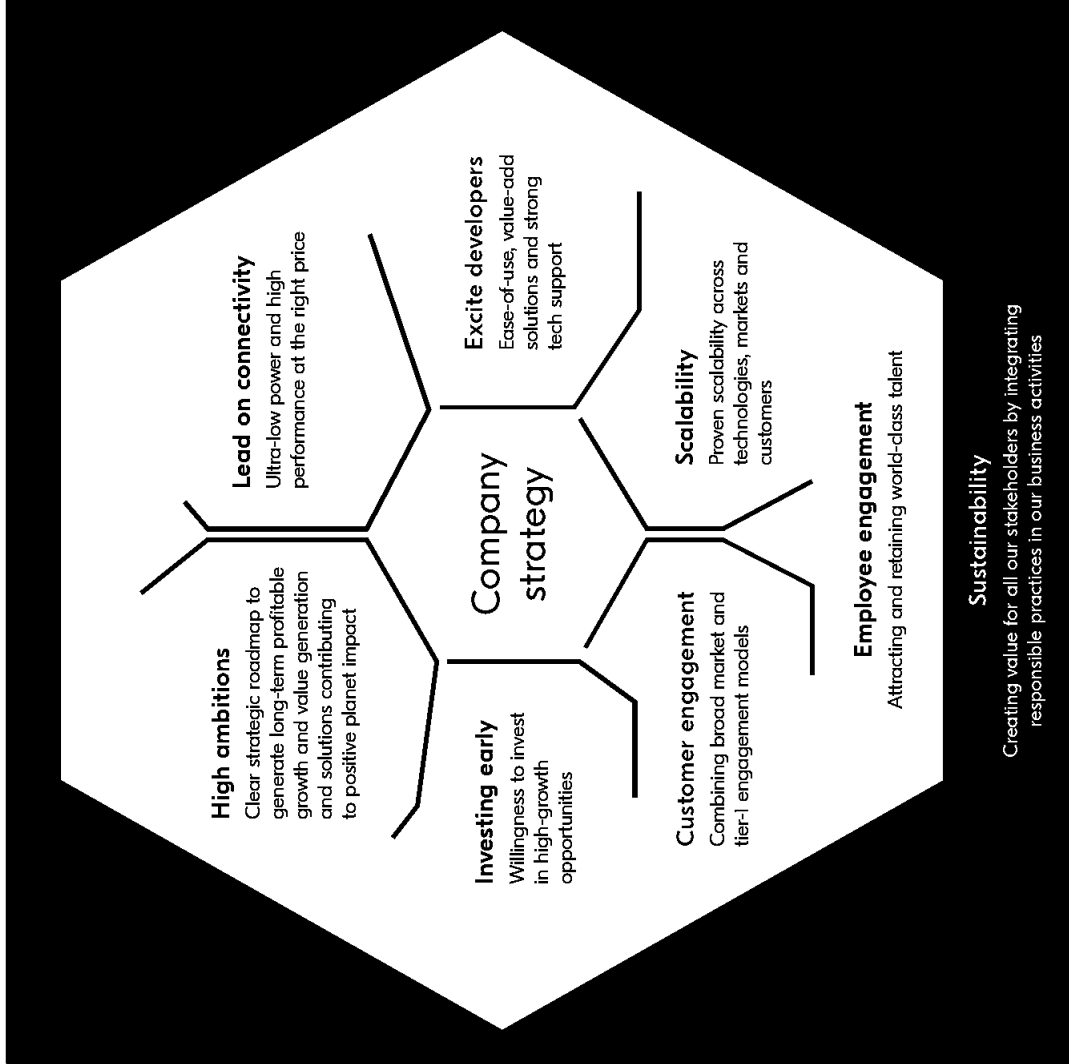 High ambitions
Clear strategic roadmap to
generate long-term profitable
growth and value generation
and solutions contributing
to positive planet impact
Lead on connectivity
Ultra-low power and high
performance at the right price
Investing early
Willingness to invest
in high-growth
opportunities
Company
strategy
Excite developers
Ease-of-use, value-add
solutions and strong
tech support
Customer engagement
Combining broad market and
tier-1 engagement models
Scalability
Proven scalability across
technologies, markets and
customers
Employee engagement
Attracting and retaining world-class talent
Sustainability
Creating value for all our stakeholders by integrating
responsible practices in our business activities